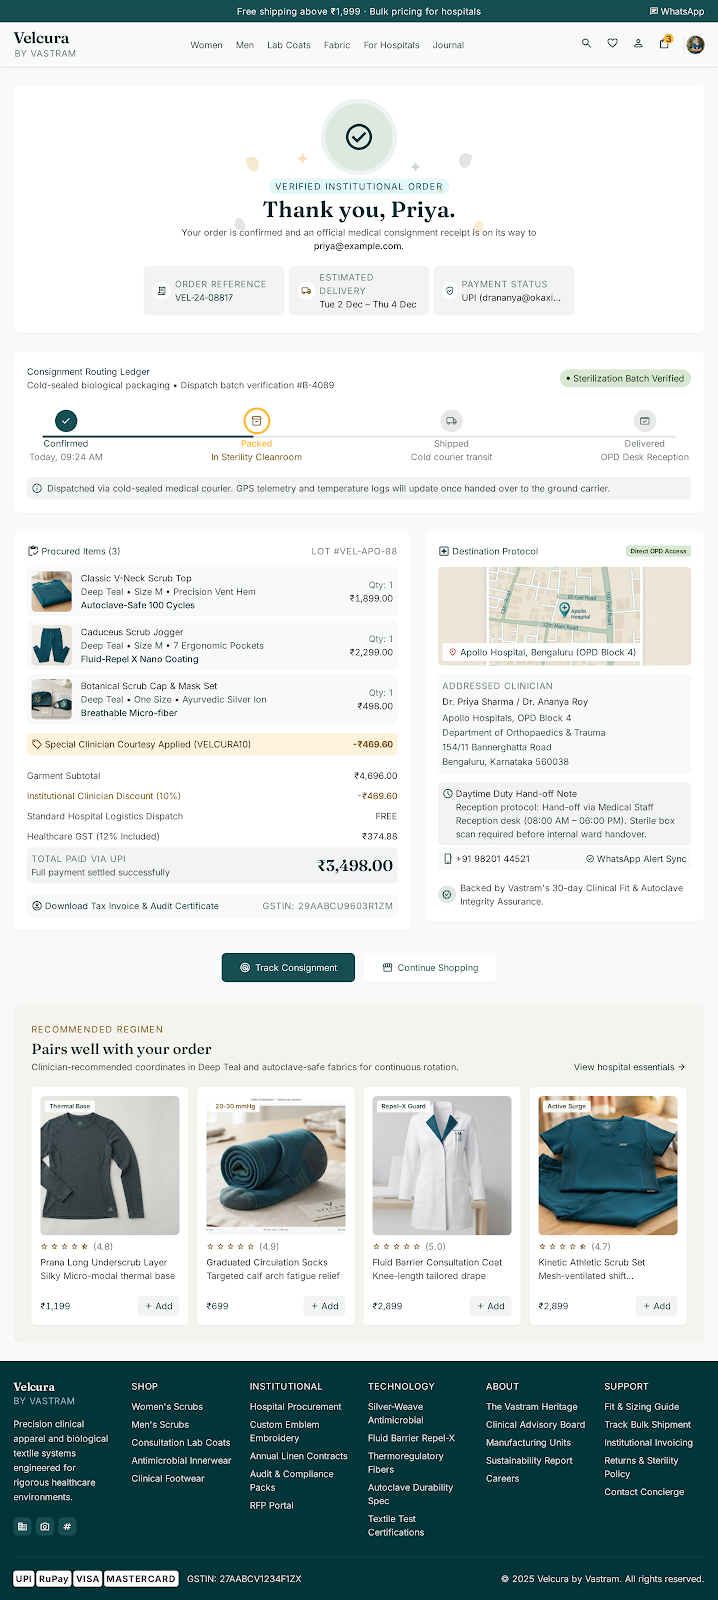 Free shipping above ₹1,999 · Bulk pricing for hospitals
WhatsApp
Velcura
BY VASTRAM
Women Men Lab Coats Fabric For Hospitals Journal
3
VERIFIED INSTITUTIONAL ORDER
Thank you, Priya.
Your order is confirmed and an official medical consignment receipt is on its way to
priya@example.com.
ORDER REFERENCE
VEL-24-08817
ESTIMATED
DELIVERY
Tue 2 Dec – Thu 4 Dec
PAYMENT STATUS
UPI (drananya@okaxi...
Consignment Routing Ledger
Cold-sealed biological packaging • Dispatch batch verification #B-4089
• Sterilization Batch Verified
Confirmed
Today, 09:24 AM
Packed
In Sterility Cleanroom
Shipped
Cold courier transit
Delivered
OPD Desk Reception
Dispatched via cold-sealed medical courier. GPS telemetry and temperature logs will update once handed over to the ground carrier.
Procured Items (3)
LOT #VEL-APO-88
Classic V-Neck Scrub Top
Deep Teal • Size M • Precision Vent Hem
Autoclave-Safe 100 Cycles
Qty: 1
₹1,899.00
Caduceus Scrub Jogger
Deep Teal • Size M • 7 Ergonomic Pockets
Fluid-Repel X Nano Coating
Qty: 1
₹2,299.00
Botanical Scrub Cap & Mask Set
Deep Teal • One Size • Ayurvedic Silver Ion
Breathable Micro-fiber
Qty: 1
₹498.00
Special Clinician Courtesy Applied (VELCURA10)
-₹469.60
Garment Subtotal
₹4,696.00
Institutional Clinician Discount (10%)
-₹469.60
Standard Hospital Logistics Dispatch
FREE
Healthcare GST (12% Included)
₹374.88
TOTAL PAID VIA UPI
Full payment settled successfully
₹3,498.00
Download Tax Invoice & Audit Certificate
GSTIN: 29AABCU9603R1ZM
Destination Protocol
Direct OPD Access
Apollo
Hospital
Apollo Hospital, Bengaluru (OPD Block 4)
ADDRESSED CLINICIAN
Dr. Priya Sharma / Dr. Ananya Roy
Apollo Hospitals, OPD Block 4
Department of Orthopaedics & Trauma
154/11 Bannerghatta Road
Bengaluru, Karnataka 560038
Daytime Duty Hand-off Note
Reception protocol: Hand-off via Medical Staff
Reception desk (08:00 AM – 06:00 PM). Sterile box
scan required before internal ward handover.
+91 98201 44521
WhatsApp Alert Sync
Backed by Vastram's 30-day Clinical Fit & Autoclave
Integrity Assurance.
Track Consignment
Continue Shopping
RECOMMENDED REGIMEN
Pairs well with your order
Clinician-recommended coordinates in Deep Teal and autoclave-safe fabrics for continuous rotation.
View hospital essentials →
Thermal Base
(4.8)
Prana Long Underscrub Layer
Silky Micro-modal thermal base
₹1,199
+ Add
20-30 mmHg
(4.9)
Graduated Circulation Socks
Targeted calf arch fatigue relief
₹699
+ Add
Repel-X Guard
(5.0)
Fluid Barrier Consultation Coat
Knee-length tailored drape
₹2,899
+ Add
Active Surge
(4.7)
Kinetic Athletic Scrub Set
Mesh-ventilated shift...
₹2,899
+ Add
Velcura
BY VASTRAM
Precision clinical
apparel and biological
textile systems
engineered for
rigorous healthcare
environments.
#
SHOP
Women's Scrubs
Men's Scrubs
Consultation Lab Coats
Antimicrobial Innerwear
Clinical Footwear
INSTITUTIONAL
Hospital Procurement
Custom Emblem
Embroidery
Annual Linen Contracts
Audit & Compliance
Packs
RFP Portal
TECHNOLOGY
Silver-Weave
Antimicrobial
Fluid Barrier Repel-X
Thermoregulatory
Fibers
Autoclave Durability
Spec
Textile Test
Certifications
ABOUT
The Vastram Heritage
Clinical Advisory Board
Manufacturing Units
Sustainability Report
Careers
SUPPORT
Fit & Sizing Guide
Track Bulk Shipment
Institutional Invoicing
Returns & Sterility
Policy
Contact Concierge
UPI RuPay VISA MASTERCARD
GSTIN: 27AABCV1234F1ZX
© 2025 Velcura by Vastram. All rights reserved.